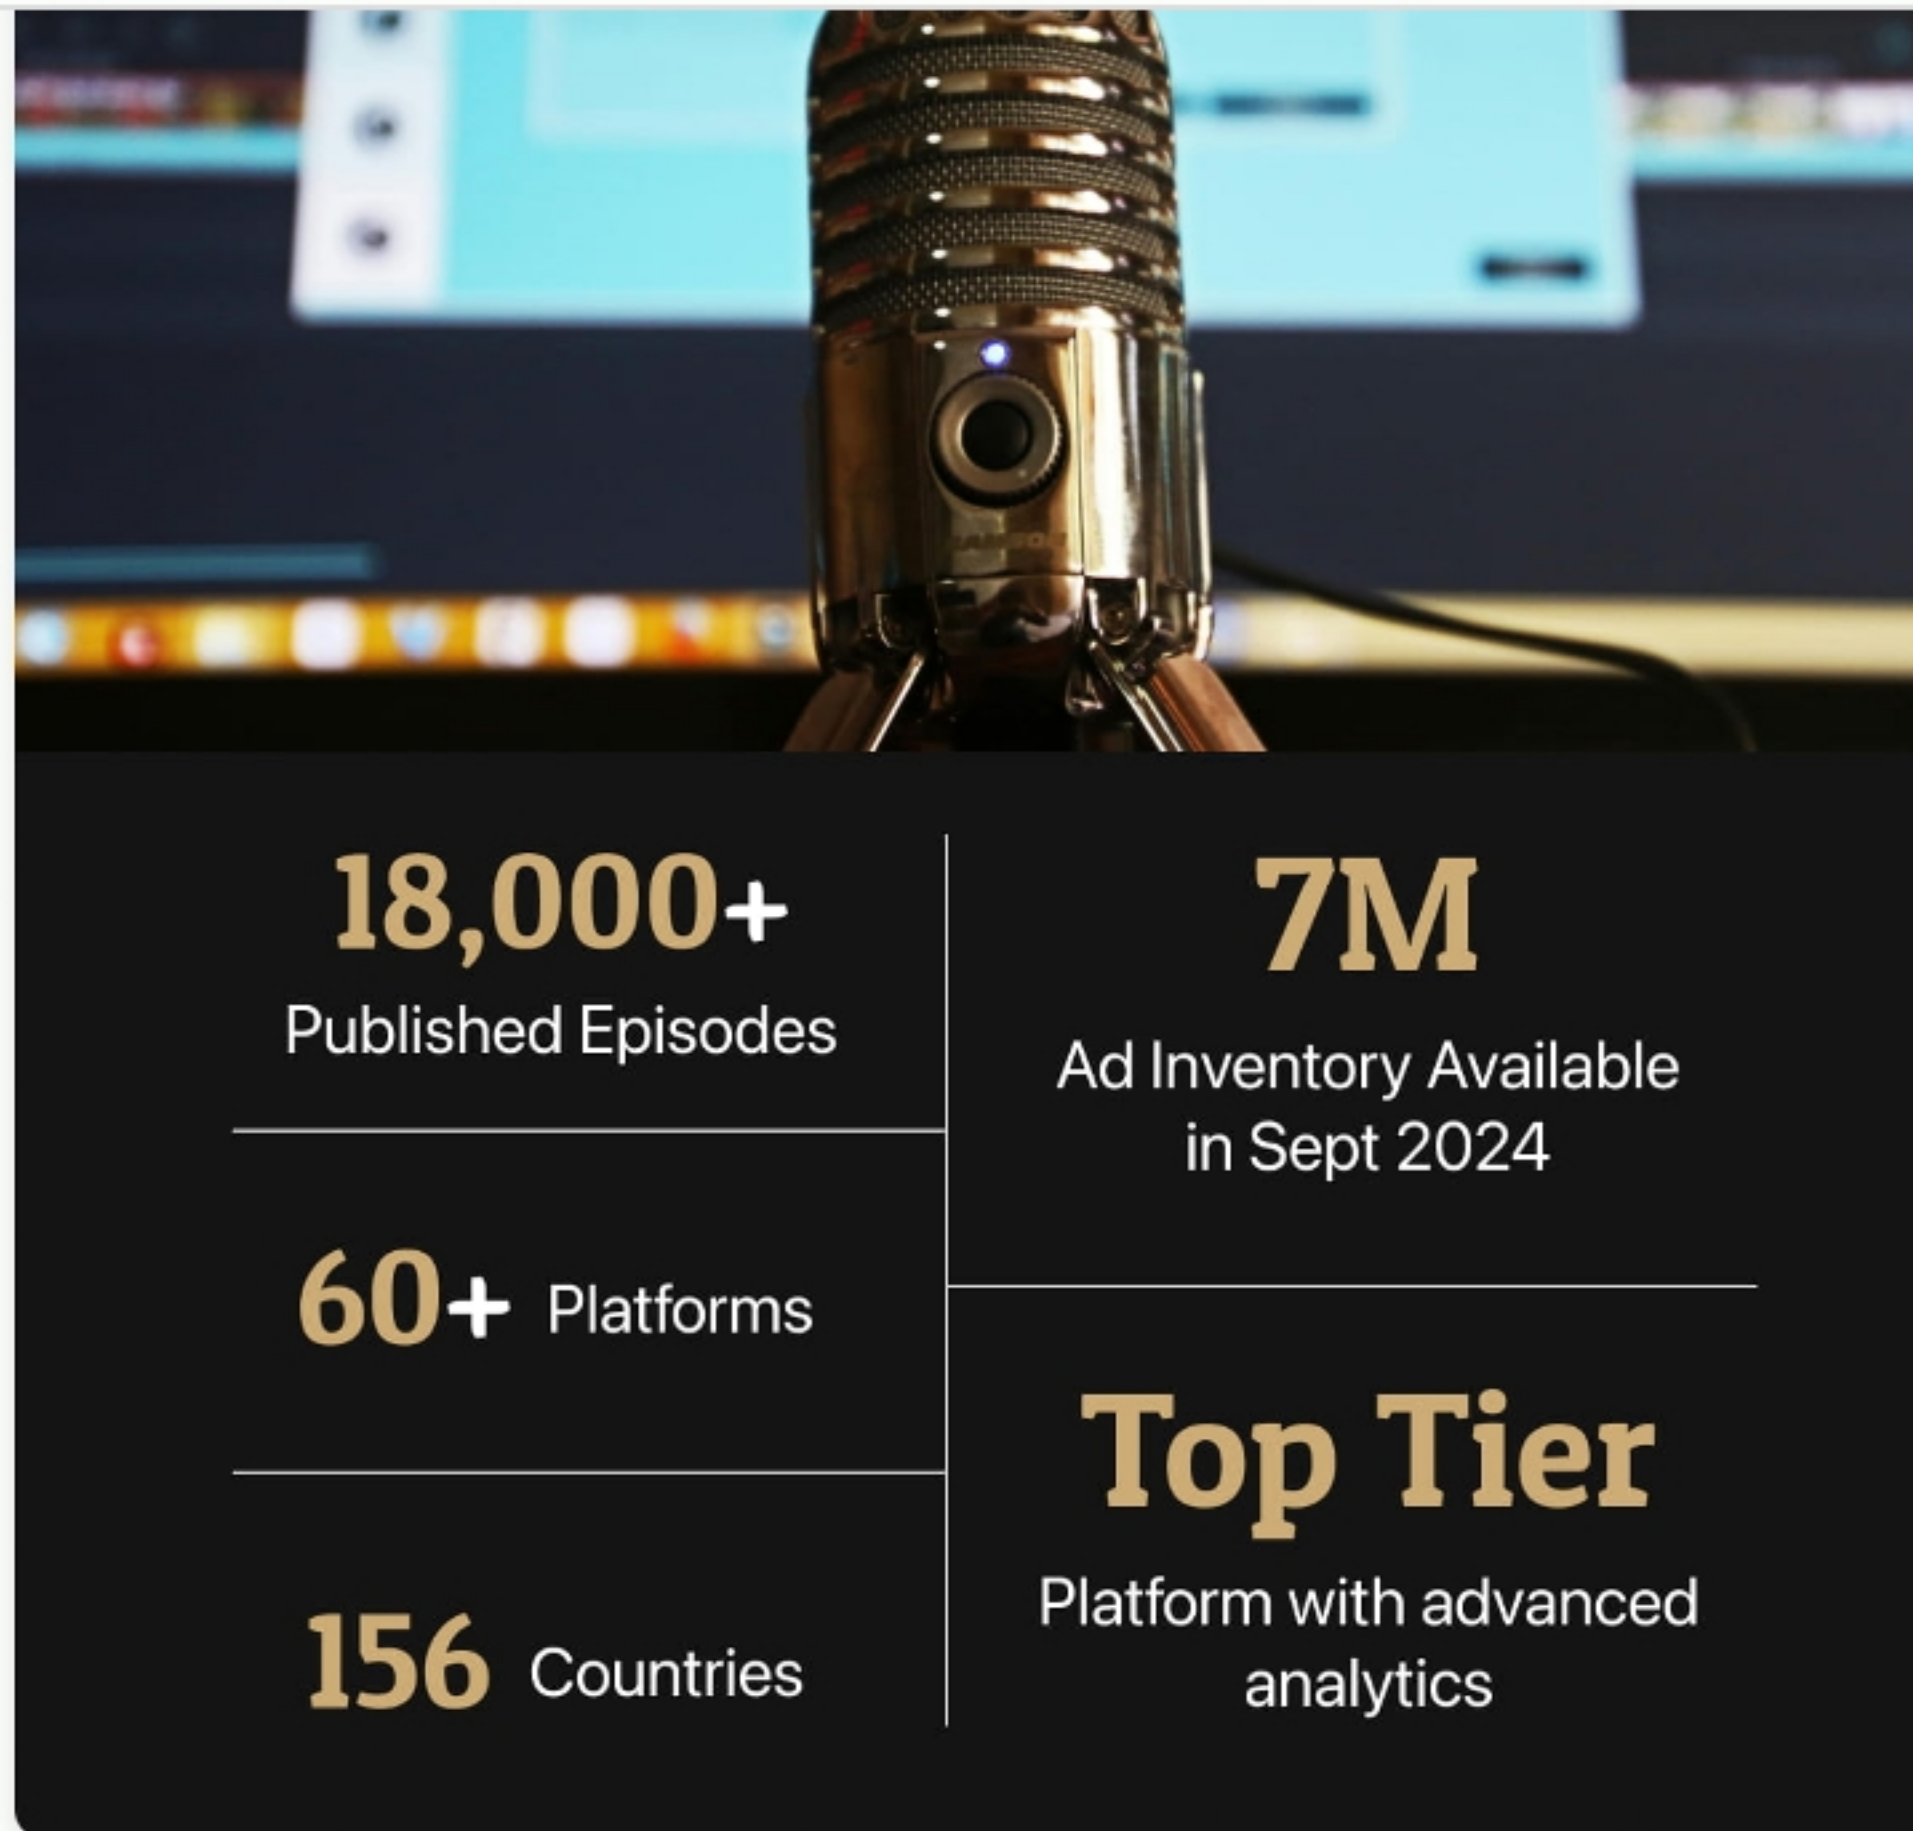 18,000+
Published Episodes
60+ Platforms
156 Countries
7M
Ad Inventory Available
in Sept 2024
Top Tier
Platform with advanced
analytics